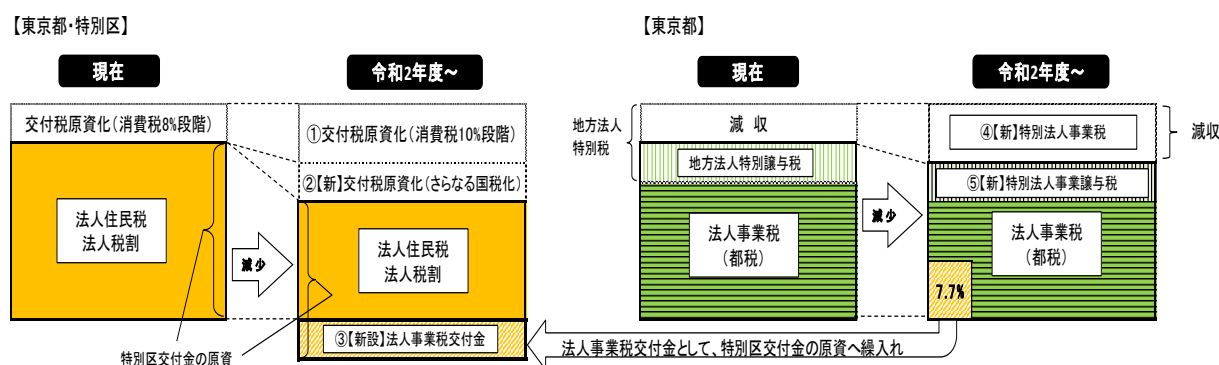 【東京都・特別区】
現在
令和2年度～
交付税原資化(消費税8%段階)
①交付税原資化(消費税10%段階)
②【新】交付税原資化(さらなる国税化)
法人住民税
法人税割
減少
法人住民税
法人税割
③【新設】法人事業税交付金
特別区交付金の原資
【東京都】
現在
令和2年度～
地方法人
特別税
減 収
④【新】特別法人事業税
減収
地方法人特別譲与税
⑤【新】特別法人事業譲与税
法人事業税
(都税)
減少
法人事業税
(都税)
7.7%
法人事業税交付金として、特別区交付金の原資へ繰入れ